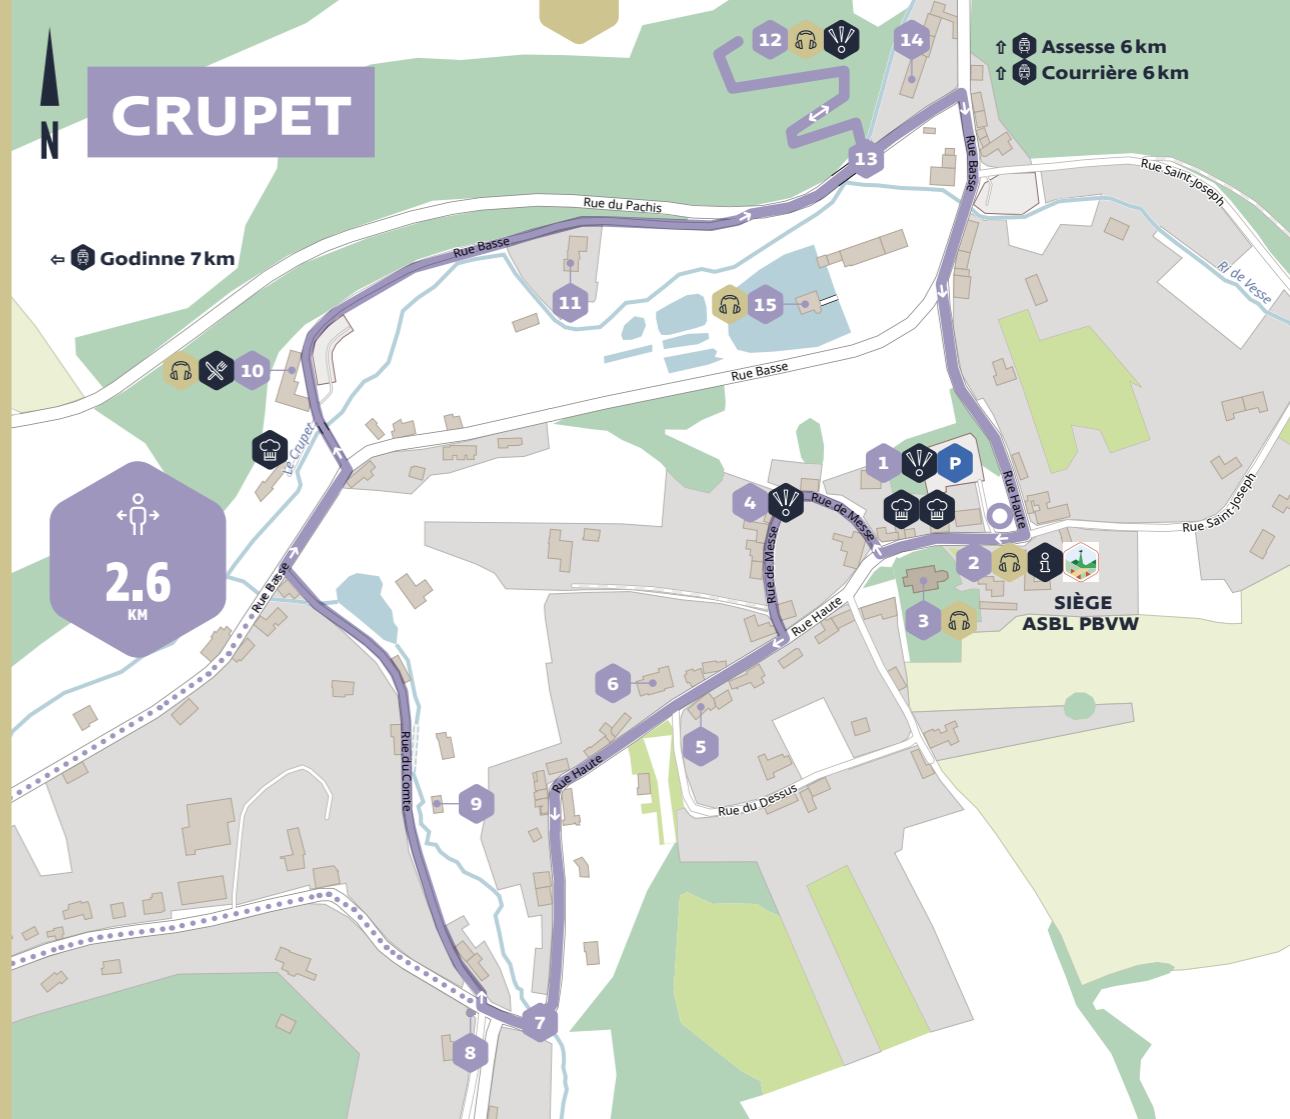 N
CRUPET
12
14
Assesse 6 km
Courrière 6 km
13
Rue Basse
Rue Saint-Joseph
Rue du Pachis
Godinne 7 km
Rue Basse
11
15
Ri de Vesse
10
Rue Basse
Le Crupet
1
P
4
Rue de Messe
Rue Haute
Rue Saint-Joseph
2
i
SIÈGE
ASBL PBVW
2.6
KM
Rue Basse
Rue de Messe
Rue Haute
3
6
5
Rue du Comte
Rue Haute
Rue du Dessus
9
7
8